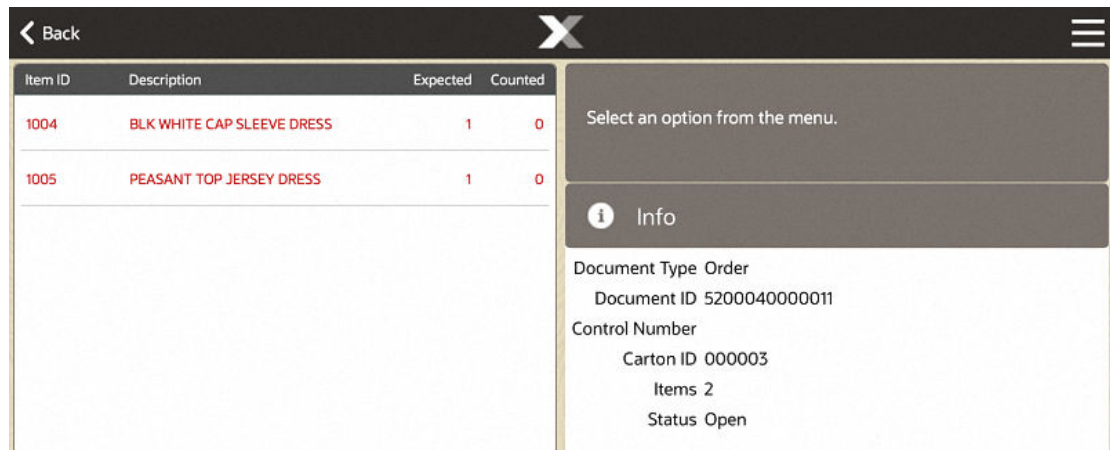 Back
Item ID Description Expected Counted
1004 BLK WHITE CAP SLEEVE DRESS 1 0
1005 PEASANT TOP JERSEY DRESS 1 0
Select an option from the menu.
Info
Document Type Order
Document ID 5200040000011
Control Number
Carton ID 000003
Items 2
Status Open